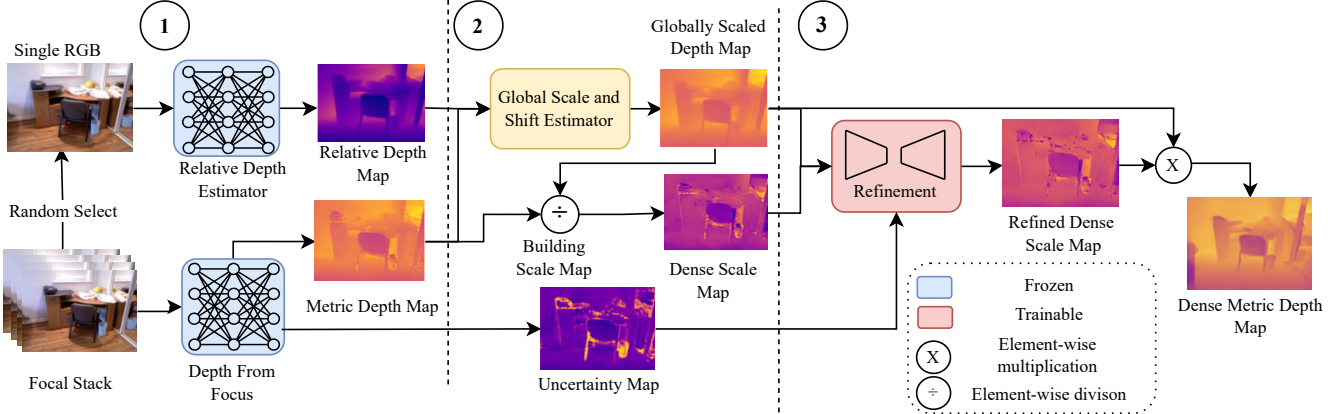 1
2
3
Single RGB
Relative Depth
Estimator
Relative Depth
Map
Random Select
Focal Stack
Depth From
Focus
Metric Depth Map
Global Scale and
Shift Estimator
Globally Scaled
Depth Map
÷
Building
Scale Map
Dense Scale
Map
Uncertainty Map
Refinement
Refined Dense
Scale Map
X
Dense Metric Depth
Map
Frozen
Trainable
X
Element-wise
multiplication
÷
Element-wise divison